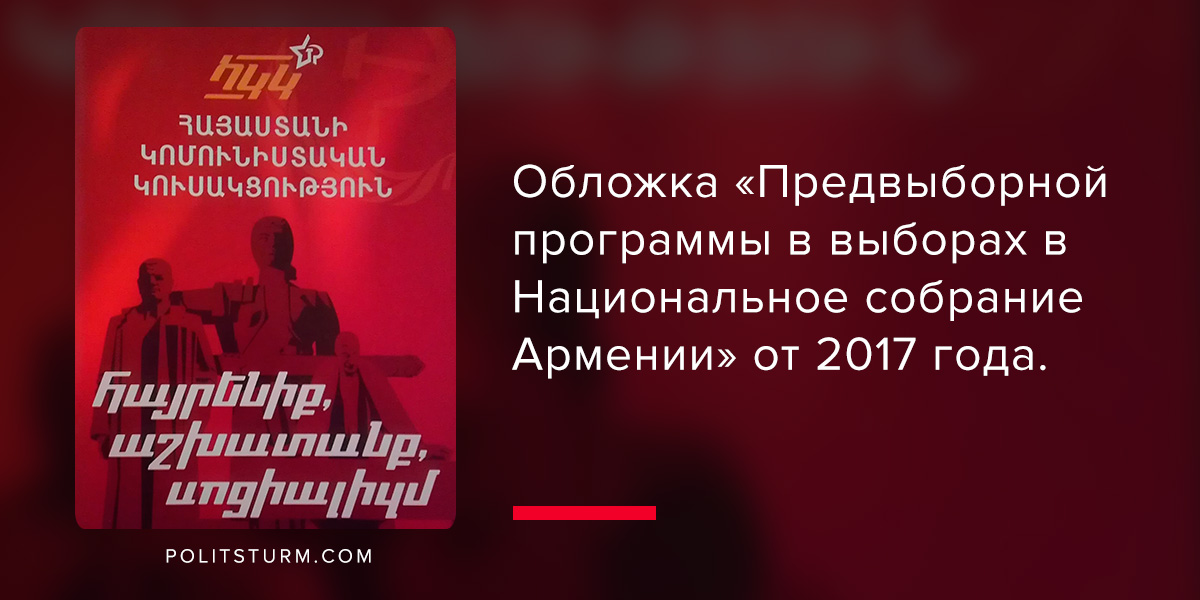 ՀԿԿ
ՀԱՅԱՍՏԱՆԻ
ԿՈՄՈՒՆԻՍՏԱԿԱՆ
ԿՈՒՍԱԿՑՈՒԹՅՈՒՆ
Հայրենիք,
աշխատանք,
սոցիալիզմ
POLITSTURM.COM
Обложка «Предвыборной
программы в выборах в
Национальное собрание
Армении» от 2017 года.